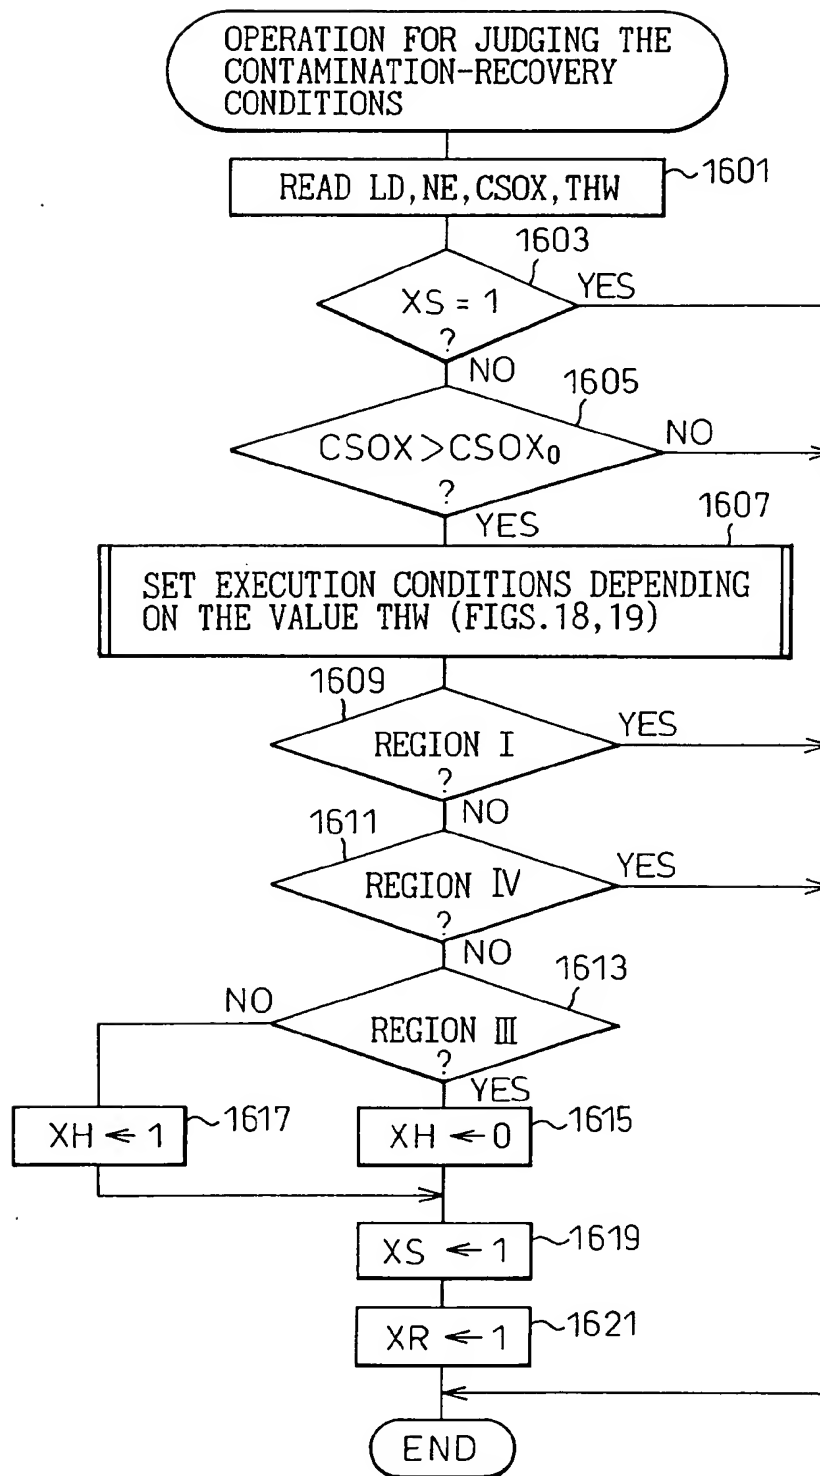 OPERATION FOR JUDGING THE
CONTAMINATION-RECOVERY
CONDITIONS
READ LD,NE,CSOX,THW
1601
1603
XS = 1
?
YES
NO
1605
CSOX>CSOX₀
?
NO
YES
1607
SET EXECUTION CONDITIONS DEPENDING
ON THE VALUE THW (FIGS.18,19)
1609
REGION I
?
YES
NO
1611
REGION IV
?
YES
NO
1613
NO
REGION III
?
YES
XH ← 1
1617
XH ← 0
1615
XS ← 1
1619
XR ← 1
1621
END